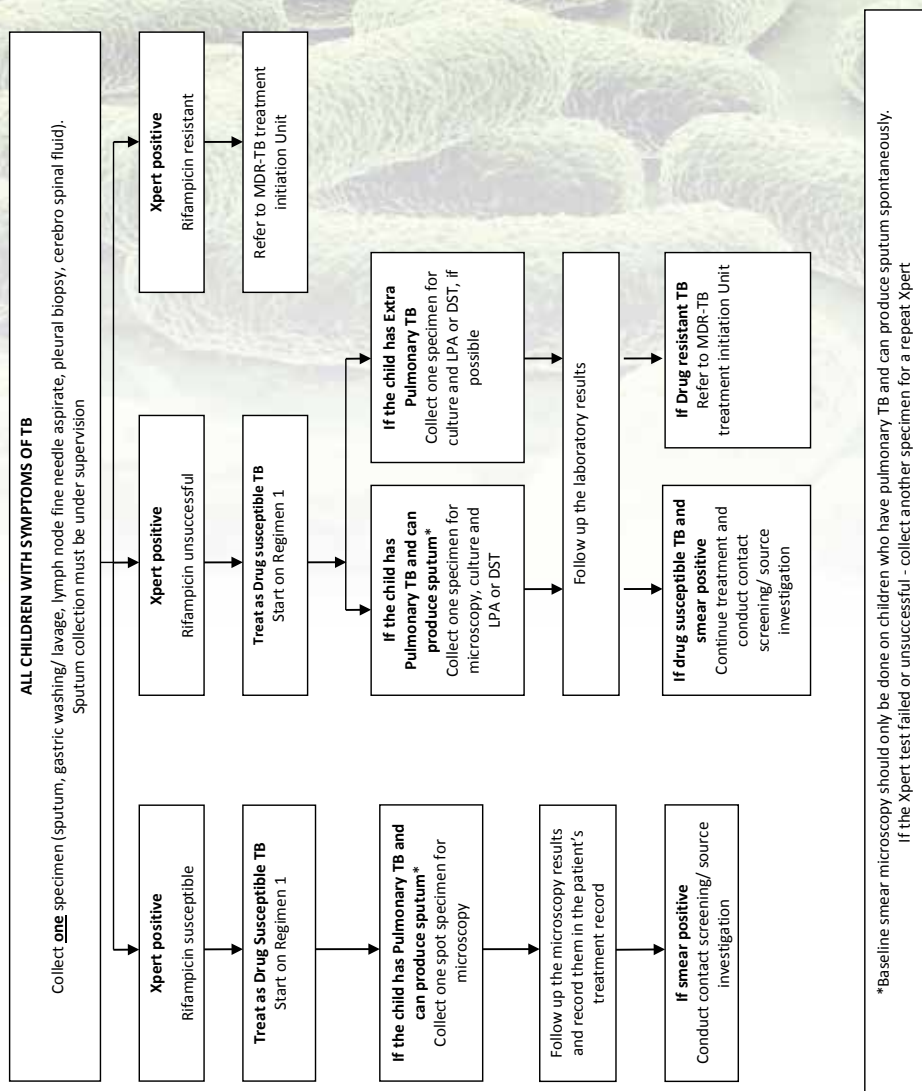 ALL CHILDREN WITH SYMPTOMS OF TB
Collect one specimen (sputum, gastric washing/ lavage, lymph node fine needle aspirate, pleural biopsy, cerebro spinal fluid).
Sputum collection must be under supervision
Xpert positive
Rifampicin susceptible
Treat as Drug Susceptible TB
Start on Regimen 1
If the child has Pulmonary TB and
can produce sputum*
Collect one spot specimen for
microscopy
Follow up the microscopy results
and record them in the patient's
treatment record
If smear positive
Conduct contact screening/ source
investigation
Xpert positive
Rifampicin unsuccessful
Treat as Drug susceptible TB
Start on Regimen 1
If the child has
Pulmonary TB and can
produce sputum*
Collect one specimen for
microscopy, culture and
LPA or DST
If the child has Extra
Pulmonary TB
Collect one specimen for
culture and LPA or DST, if
possible
Follow up the laboratory results
If drug susceptible TB and
smear positive
Continue treatment and
conduct contact
screening/ source
investigation
If Drug resistant TB
Refer to MDR-TB
treatment initiation Unit
Xpert positive
Rifampicin resistant
Refer to MDR-TB treatment
initiation Unit
*Baseline smear microscopy should only be done on children who have pulmonary TB and can produce sputum spontaneously.
If the Xpert test failed or unsuccessful - collect another specimen for a repeat Xpert